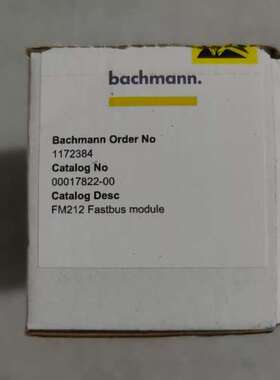 bachmann.
Bachmann Order No
1172384
Catalog No
00017822-00
Catalog Desc
FM212 Fastbus module